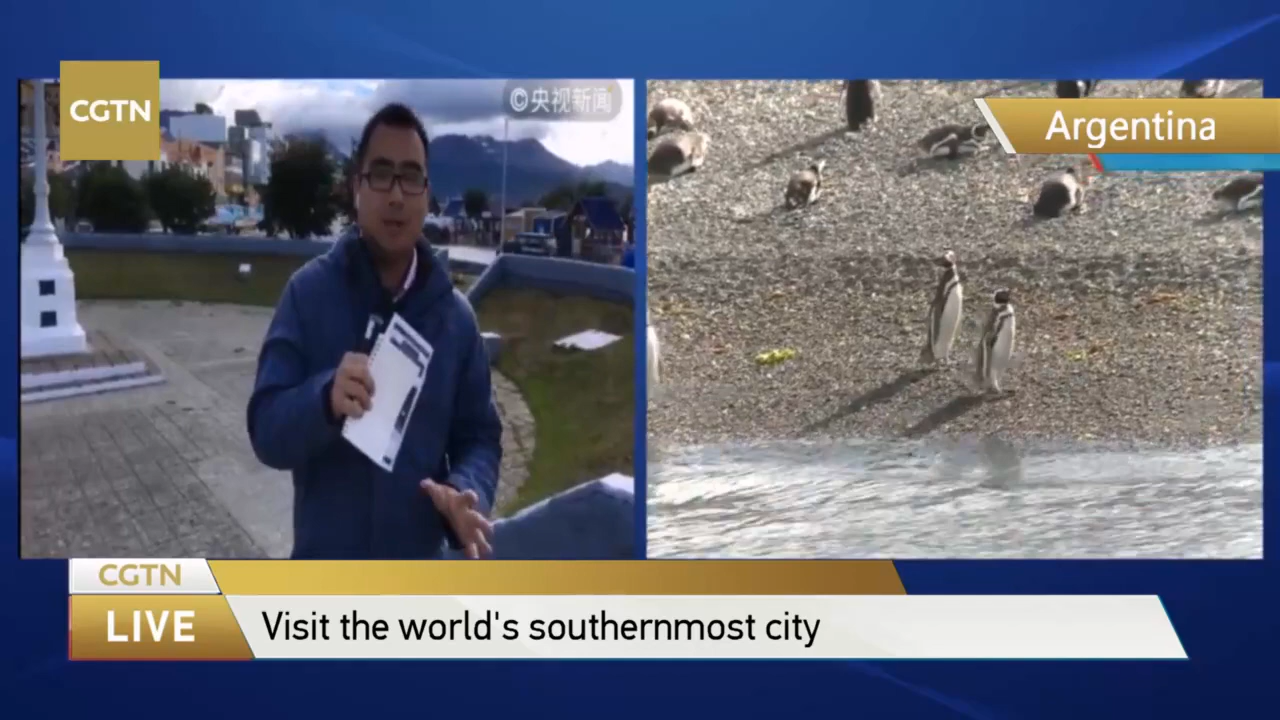 CGTN
©央视新闻
Argentina
CGTN
LIVE
Visit the world's southernmost city